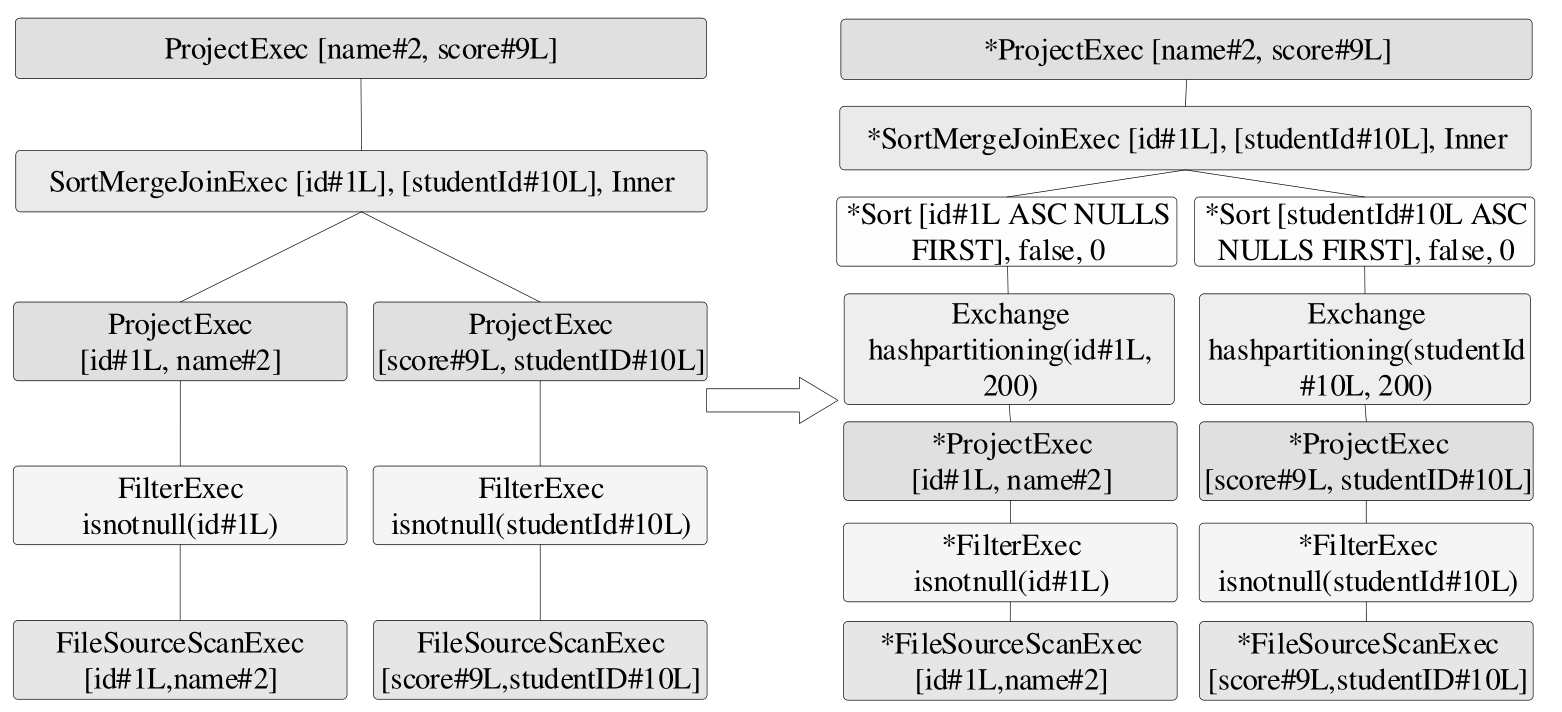 ProjectExec [name#2, score#9L]
SortMergeJoinExec [id#1L], [studentId#10L], Inner
ProjectExec
[id#1L, name#2]
ProjectExec
[score#9L, studentID#10L]
FilterExec
isnotnull(id#1L)
FilterExec
isnotnull(studentId#10L)
FileSourceScanExec
[id#1L,name#2]
FileSourceScanExec
[score#9L,studentID#10L]
*ProjectExec [name#2, score#9L]
*SortMergeJoinExec [id#1L], [studentId#10L], Inner
*Sort [id#1L ASC NULLS
FIRST], false, 0
*Sort [studentId#10L ASC
NULLS FIRST], false, 0
Exchange
hashpartitioning(id#1L,
200)
Exchange
hashpartitioning(studentId
#10L, 200)
*ProjectExec
[id#1L, name#2]
*ProjectExec
[score#9L, studentID#10L]
*FilterExec
isnotnull(id#1L)
*FilterExec
isnotnull(studentId#10L)
*FileSourceScanExec
[id#1L,name#2]
*FileSourceScanExec
[score#9L,studentID#10L]